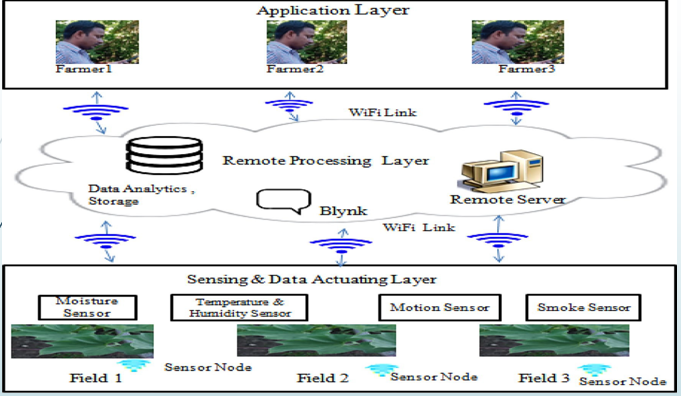 Application Layer
Farmer1 Farmer2 Farmer3
WiFi Link
Remote Processing Layer
Data Analytics ,
Storage
Remote Server
Blynk
WiFi Link
Sensing & Data Actuating Layer
Moisture
Sensor
Temperature &
Humidity Sensor
Motion Sensor
Smoke Sensor
Sensor Node
Field 1
Field 2
Sensor Node
Field 3
Sensor Node